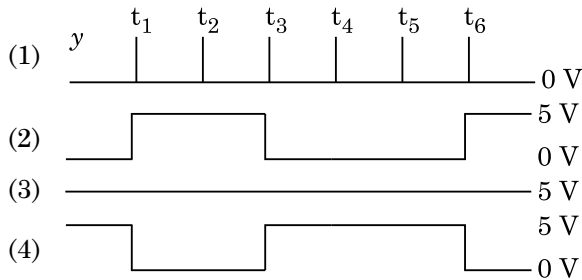 y t₁ t₂ t₃ t₄ t₅ t₆
(1) 0 V
5 V
(2) 0 V
(3) 5 V
5 V
(4) 0 V